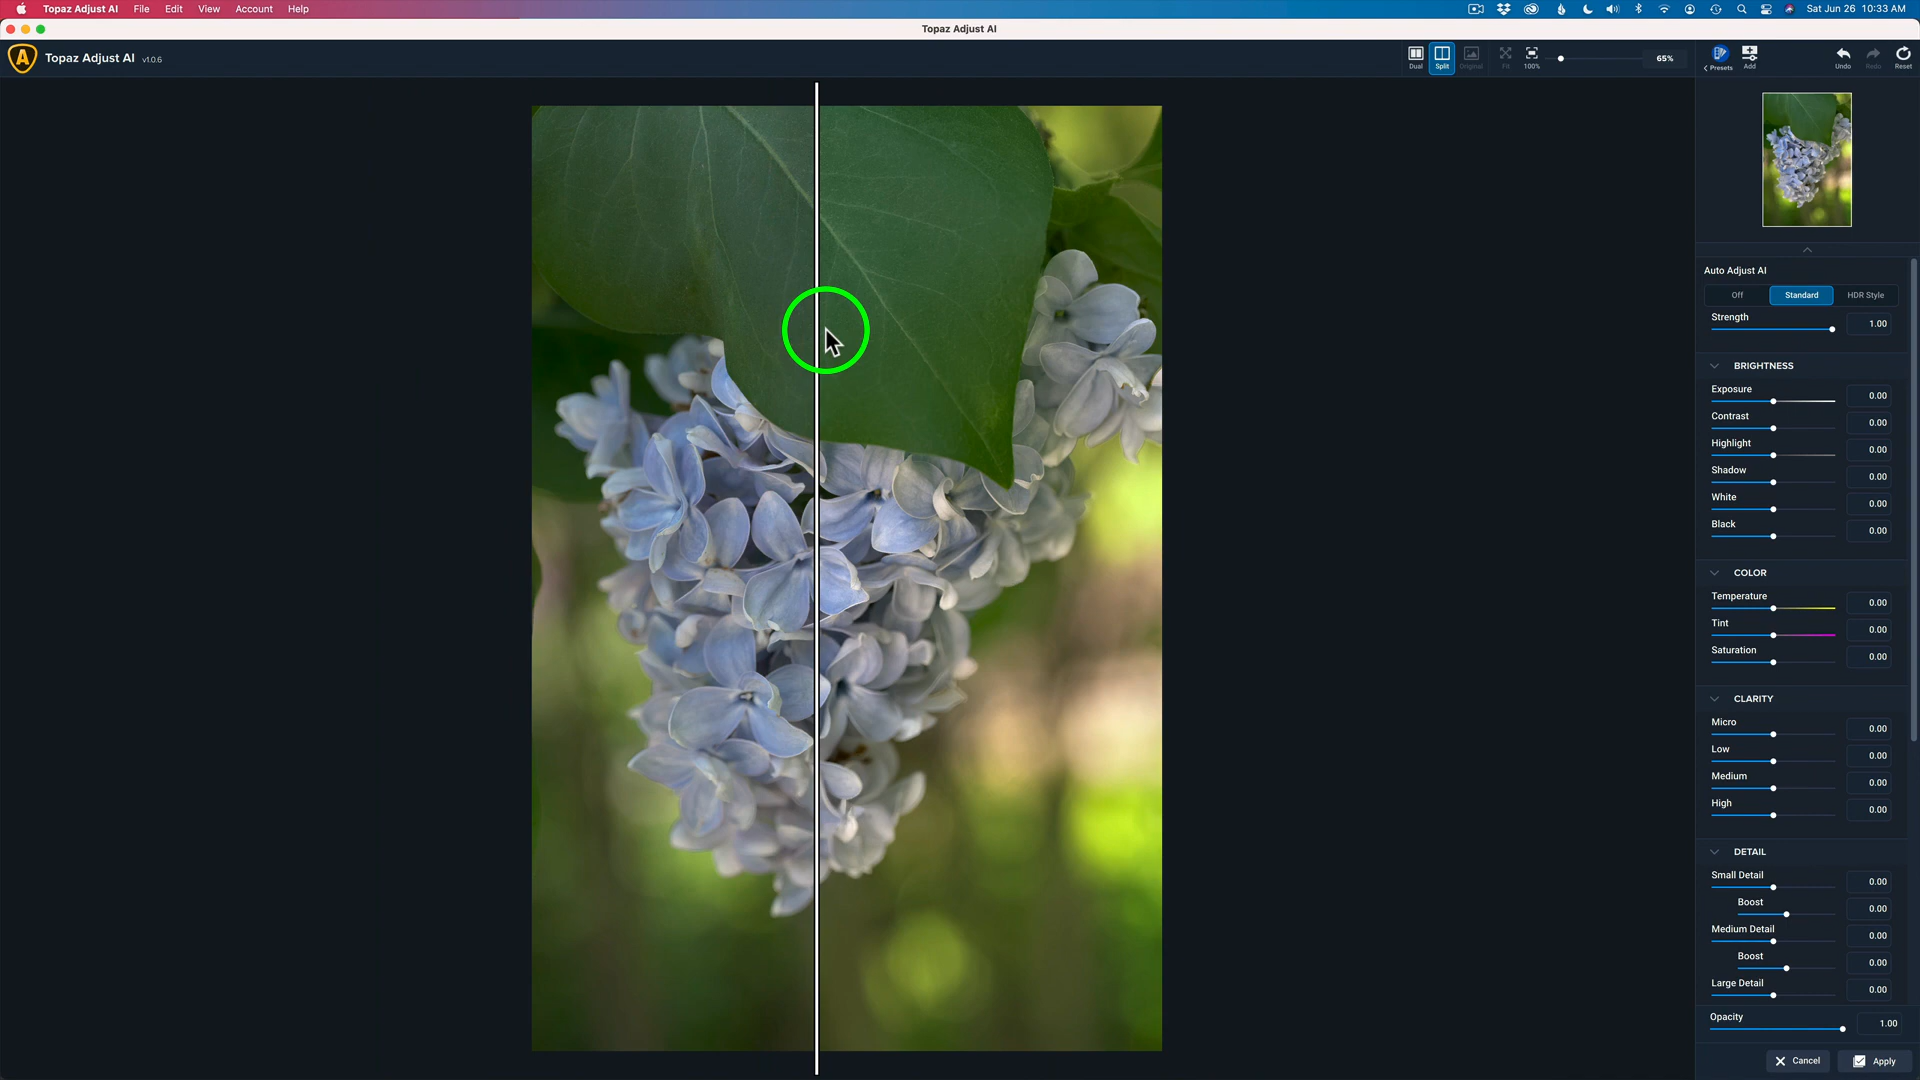 Topaz Adjust AI File Edit View Account Help Sat Jun 26 10:33 AM
Topaz Adjust AI
A Topaz Adjust AI v1.0.6
Dual Split Original Fit 100% 65% Presets Add Undo Redo Reset
Auto Adjust AI
Off Standard HDR Style
Strength 1.00
BRIGHTNESS
Exposure 0.00
Contrast 0.00
Highlight 0.00
Shadow 0.00
White 0.00
Black 0.00
COLOR
Temperature 0.00
Tint 0.00
Saturation 0.00
CLARITY
Micro 0.00
Low 0.00
Medium 0.00
High 0.00
DETAIL
Small Detail 0.00
Boost 0.00
Medium Detail 0.00
Boost 0.00
Large Detail 0.00
Opacity 1.00
Cancel Apply